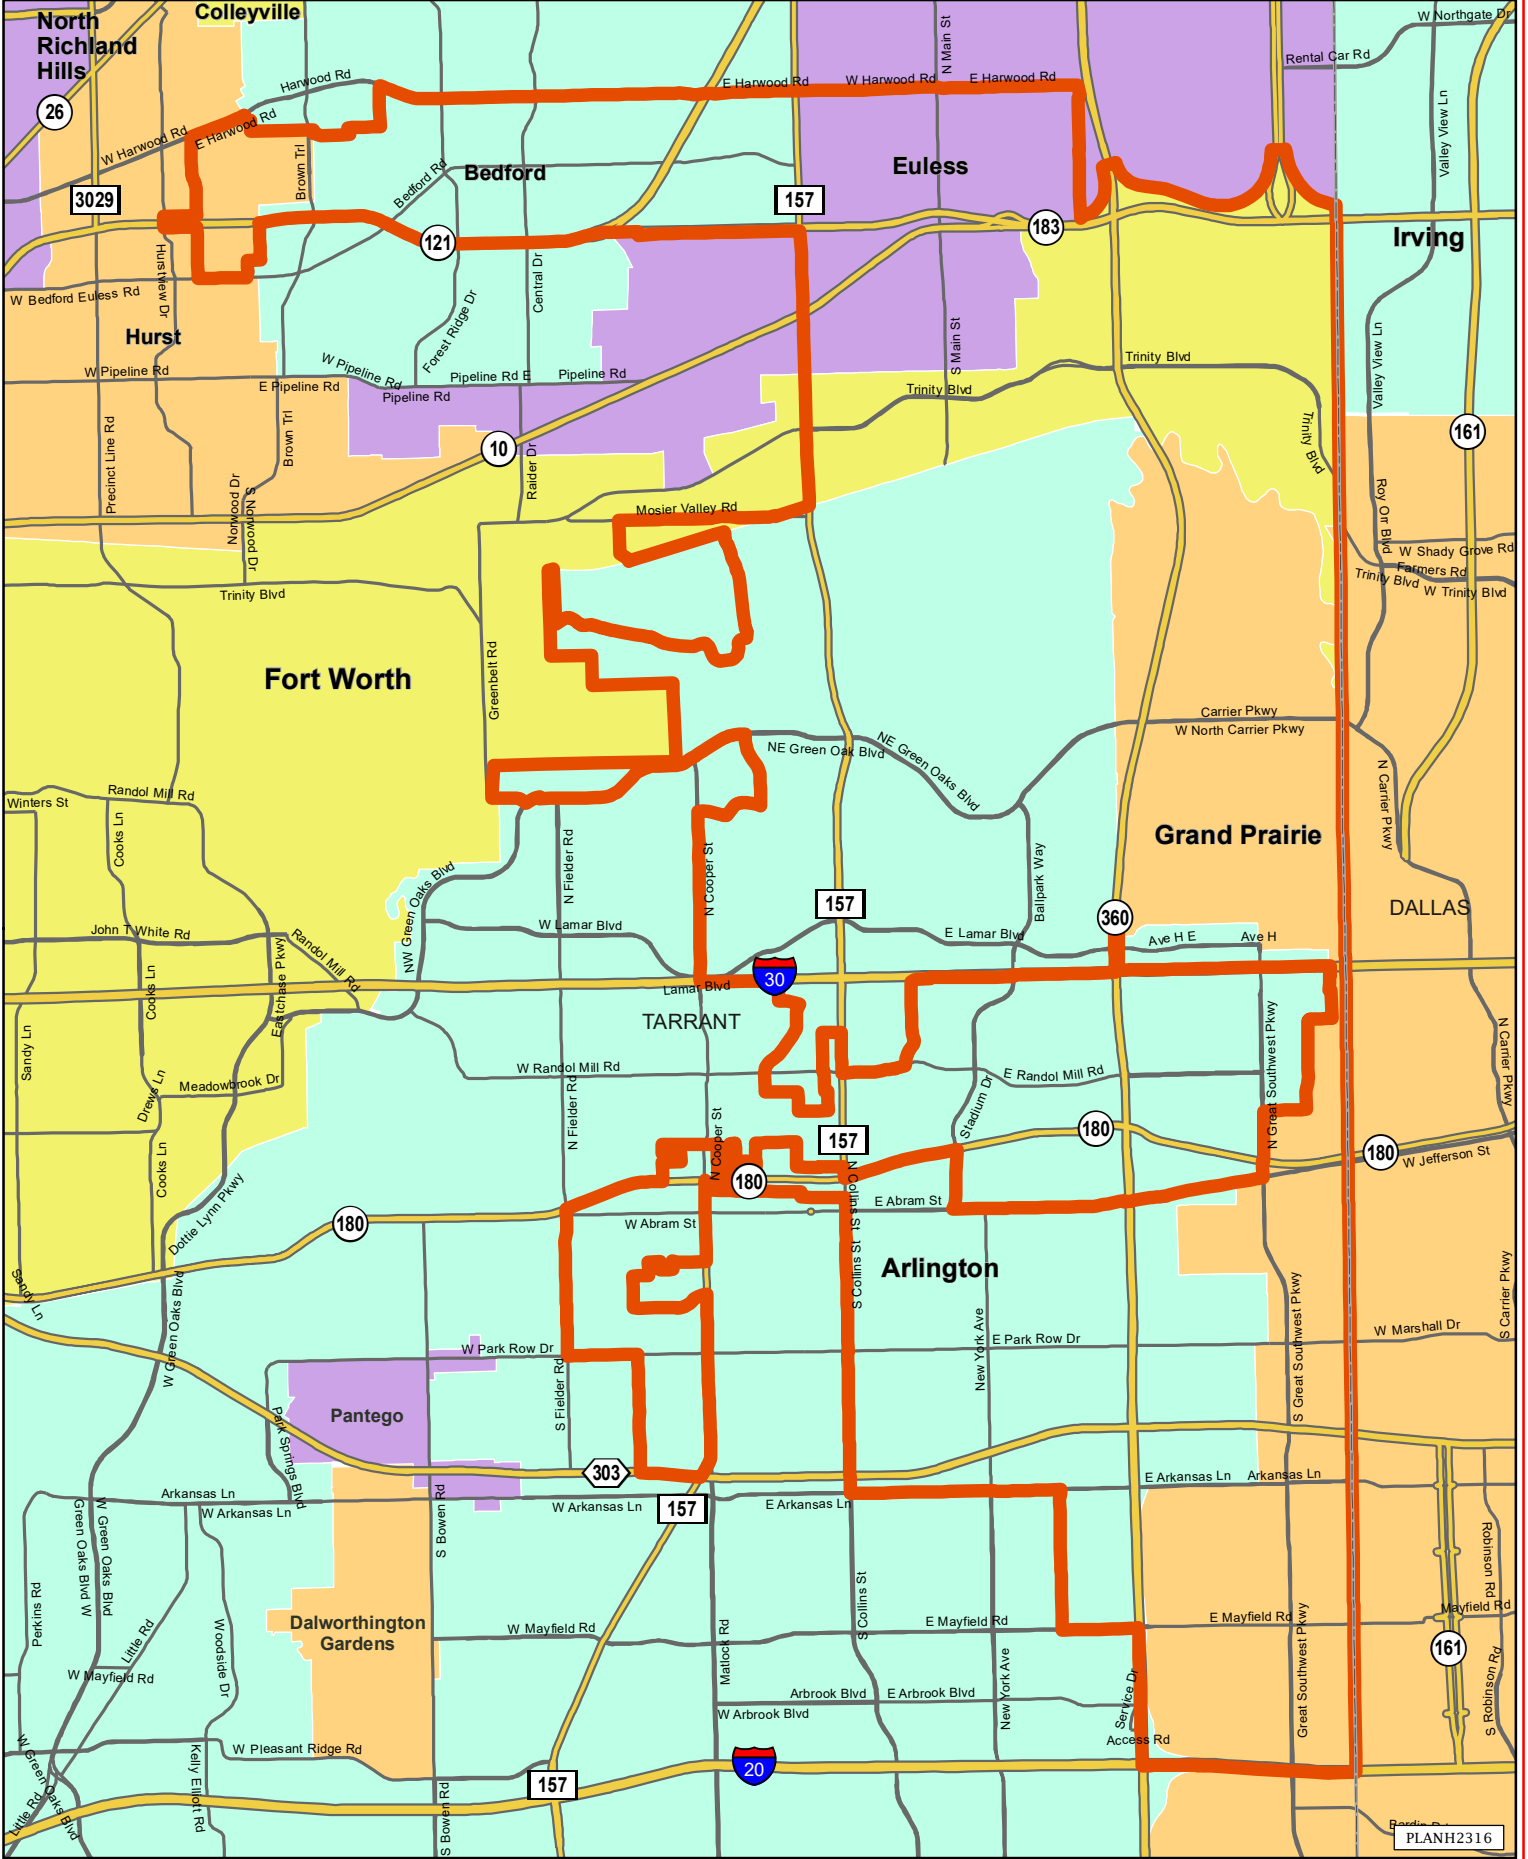 Colleyville
North
Richland
Hills
N Main St
W Northgate Dr
Rental Car Rd
Harwood Rd
E Harwood Rd
W Harwood Rd
E Harwood Rd
26
W Harwood Rd
E Harwood Rd
Valley View Ln
Brown Trl
Bedford Rd
Bedford
Euless
3029
157
183
121
Irving
Hurstview Dr
Central Dr
W Bedford Euless Rd
Forest Ridge Dr
Hurst
S Main St
Valley View Ln
W Pipeline Rd
E Pipeline Rd
W Pipeline Rd
Pipeline Rd
Pipeline Rd E
Pipeline Rd
Trinity Blvd
Trinity Blvd
Trinity Blvd
Precinct Line Rd
Brown Trl
10
161
Raider Dr
Norwood Dr
S Norwood Dr
Mosier Valley Rd
Roy Orr Blvd
W Shady Grove Rd
Farmers Rd
Trinity Blvd
W Trinity Blvd
Trinity Blvd
Greenbelt Rd
Fort Worth
Carrier Pkwy
W North Carrier Pkwy
NE Green Oak Blvd
NE Green Oaks Blvd
N Carrier Pkwy
Winters St
Randol Mill Rd
Cooks Ln
Grand Prairie
N Fielder Rd
N Cooper St
Ballpark Way
NW Green Oaks Blvd
157
DALLAS
360
John T White Rd
Randol Mill Rd
W Lamar Blvd
E Lamar Blvd
Ave H E
Ave H
Cooks Ln
Eastchase Pkwy
Lamar Blvd
30
TARRANT
Sandy Ln
N Great Southwest Pkwy
N Carrier Pkwy
W Randol Mill Rd
E Randol Mill Rd
Meadowbrook Dr
Drews Ln
N Fielder Rd
Stadium Dr
N Cooper St
157
180
180
W Jefferson St
Cooks Ln
180
N Collins St
E Abram St
W Abram St
180
Dottie Lynn Pkwy
S Collins St
Arlington
Sandy Ln
W Green Oaks Blvd
S Carrier Pkwy
S Great Southwest Pkwy
W Marshall Dr
New York Ave
E Park Row Dr
W Park Row Dr
S Fielder Rd
Pantego
Park Springs Blvd
303
E Arkansas Ln
Arkansas Ln
Arkansas Ln
W Arkansas Ln
W Arkansas Ln
157
E Arkansas Ln
Green Oaks Blvd W
W Green Oaks Blvd
S Bowen Rd
Robinson Rd
Perkins Rd
Little Rd
Woodside Dr
Dalworthington
Gardens
W Mayfield Rd
S Collins St
E Mayfield Rd
E Mayfield Rd
Mayfield Rd
161
W Mayfield Rd
Matlock Rd
New York Ave
Great Southwest Pkwy
S Robinson Rd
Arbrook Blvd
E Arbrook Blvd
W Arbrook Blvd
Service Dr
Access Rd
W Pleasant Ridge Rd
W Green Oaks Blvd
Kelly Elliott Rd
20
157
Little Rd
S Bowen Rd
PLANH2316